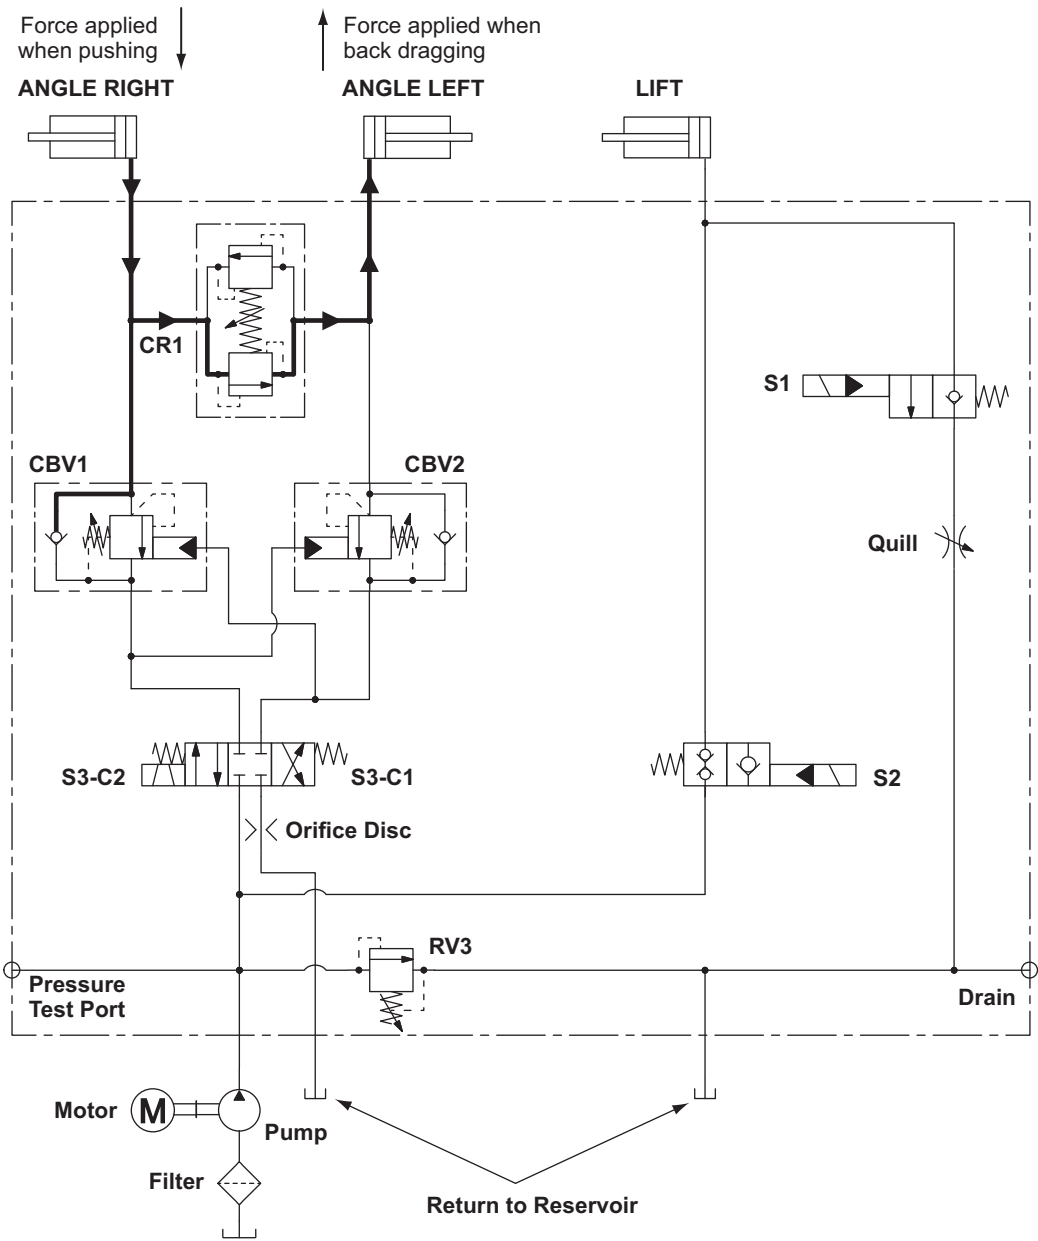 Force applied
when pushing
Force applied when
back dragging
ANGLE RIGHT
ANGLE LEFT
LIFT
CR1
S1
CBV1
CBV2
Quill
S3-C2
S3-C1
S2
Orifice Disc
RV3
Pressure
Test Port
Drain
Motor
M
Pump
Filter
Return to Reservoir